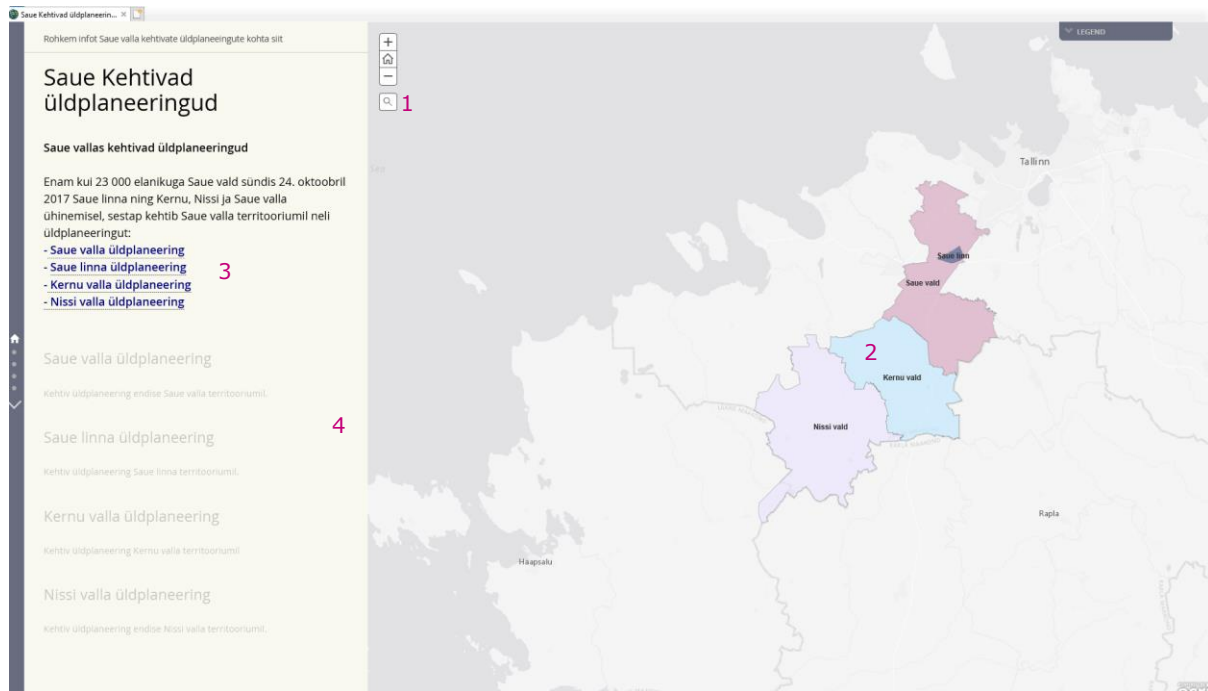 Saue Kehtivad üldplaneerin...
Rohkem infot Saue valla kehtivate üldplaneeingute kohta siit
Saue Kehtivad
üldplaneeringud
Saue vallas kehtivad üldplaneeringud
Enam kui 23 000 elanikuga Saue vald sündis 24. oktoobril
2017 Saue linna ning Kernu, Nissi ja Saue valla
ühinemisel, sestap kehtib Saue valla territooriumil neli
üldplaneeringut:
- Saue valla üldplaneering
- Saue linna üldplaneering
- Kernu valla üldplaneering
- Nissi valla üldplaneering
3
Saue valla üldplaneering
Kehtiv üldplaneering endise Saue valla territooriumil.
4
Saue linna üldplaneering
Kehtiv üldplaneering Saue linna territooriumil.
Kernu valla üldplaneering
Kehtiv üldplaneering Kernu valla territooriumil
Nissi valla üldplaneering
Kehtiv üldplaneering endise Nissi valla territooriumil.
1
LEGEND
Tallinn
Sea
Saue linn
Saue vald
2
Kernu vald
Nissi vald
Rapla
Haapsalu